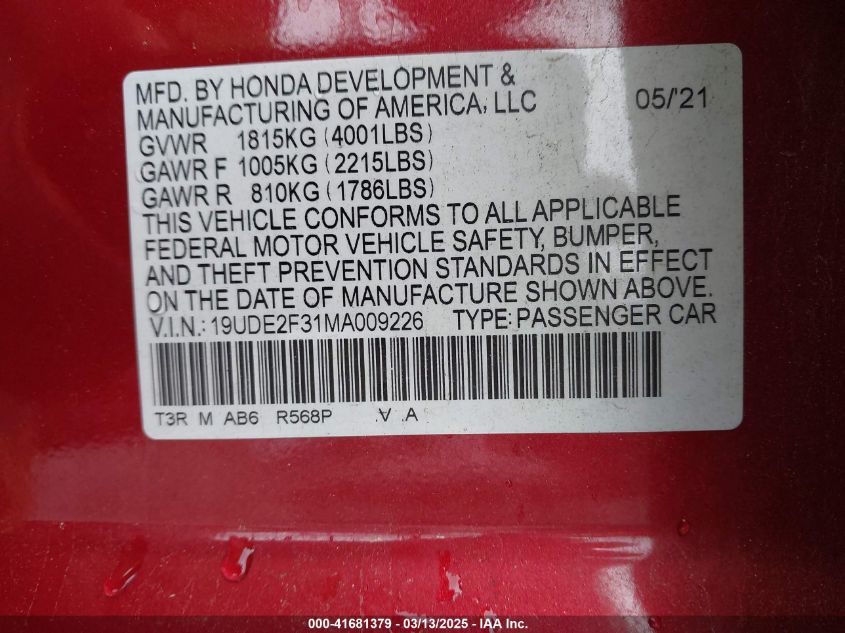 MFD. BY HONDA DEVELOPMENT &
MANUFACTURING OF AMERICA, LLC 05/'21
GVWR 1815KG (4001LBS)
GAWR F 1005KG (2215LBS)
GAWR R 810KG (1786LBS)
THIS VEHICLE CONFORMS TO ALL APPLICABLE
FEDERAL MOTOR VEHICLE SAFETY, BUMPER,
AND THEFT PREVENTION STANDARDS IN EFFECT
ON THE DATE OF MANUFACTURE SHOWN ABOVE.
V.I.N.: 19UDE2F31MA009226 TYPE: PASSENGER CAR
T3R M AB6 R568P .V .A
000-41681379 - 03/13/2025 - IAA Inc.